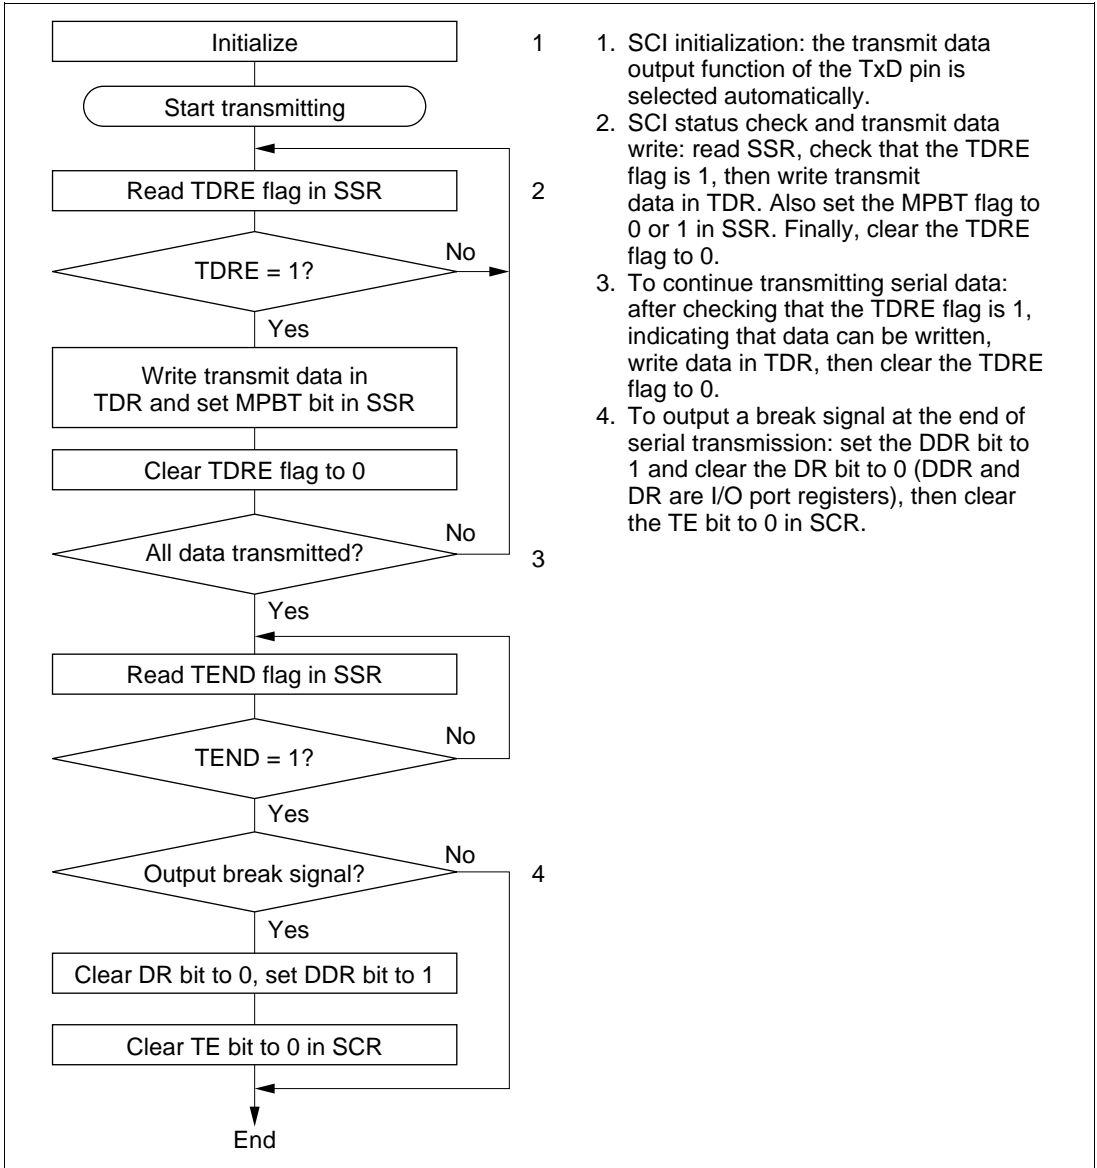 Initialize
1
Start transmitting
Read TDRE flag in SSR
2
TDRE = 1?
No
Yes
Write transmit data in
TDR and set MPBT bit in SSR
Clear TDRE flag to 0
All data transmitted?
No
3
Yes
Read TEND flag in SSR
TEND = 1?
No
Yes
Output break signal?
No
4
Yes
Clear DR bit to 0, set DDR bit to 1
Clear TE bit to 0 in SCR
End
1. SCI initialization: the transmit data
output function of the TxD pin is
selected automatically.
2. SCI status check and transmit data
write: read SSR, check that the TDRE
flag is 1, then write transmit
data in TDR. Also set the MPBT flag to
0 or 1 in SSR. Finally, clear the TDRE
flag to 0.
3. To continue transmitting serial data:
after checking that the TDRE flag is 1,
indicating that data can be written,
write data in TDR, then clear the TDRE
flag to 0.
4. To output a break signal at the end of
serial transmission: set the DDR bit to
1 and clear the DR bit to 0 (DDR and
DR are I/O port registers), then clear
the TE bit to 0 in SCR.